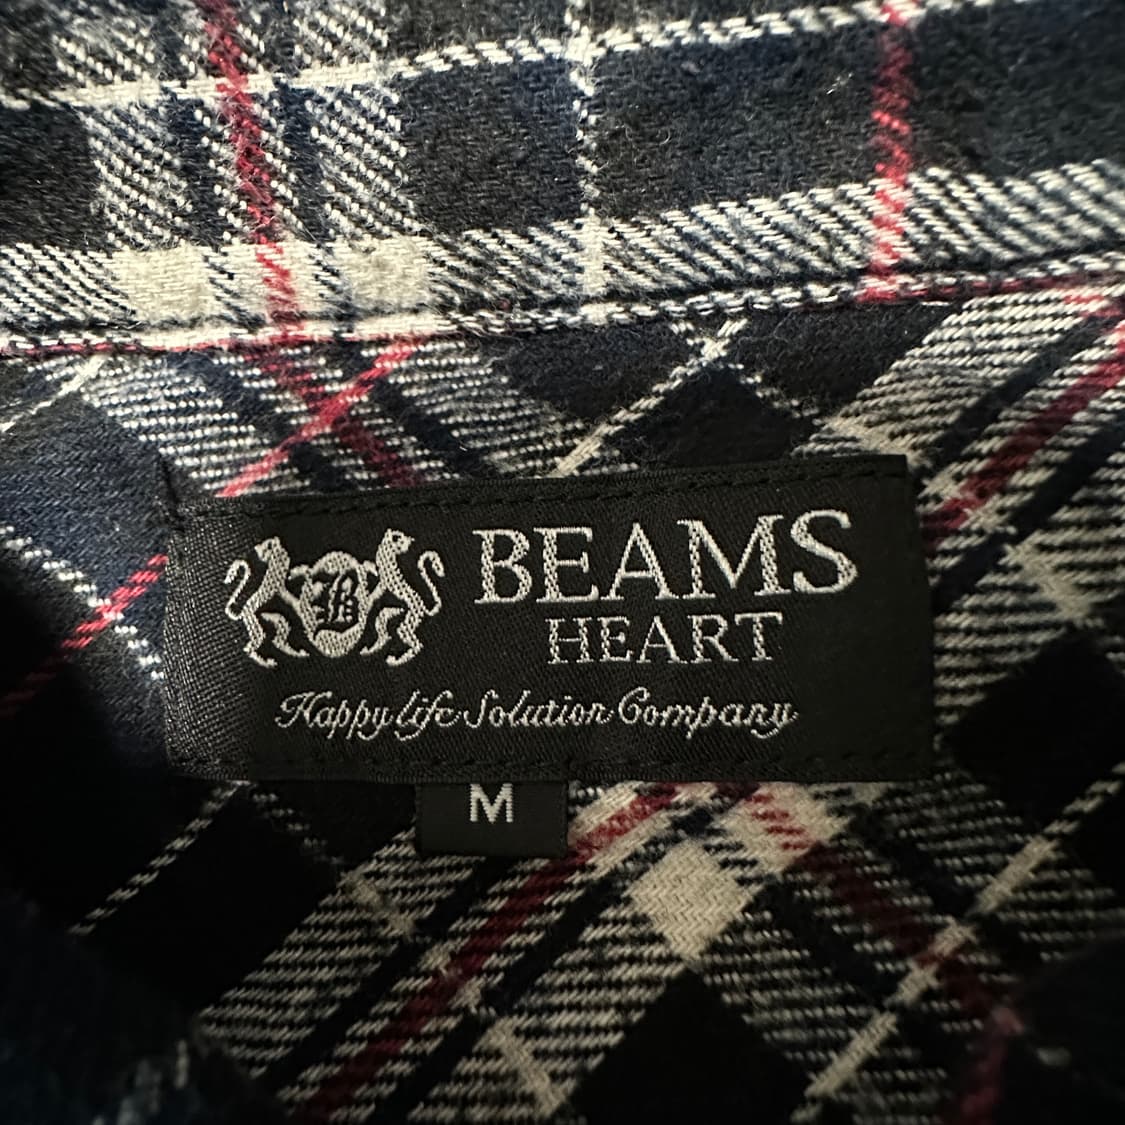 B
BEAMS
HEART
Happy life Solution Company
M